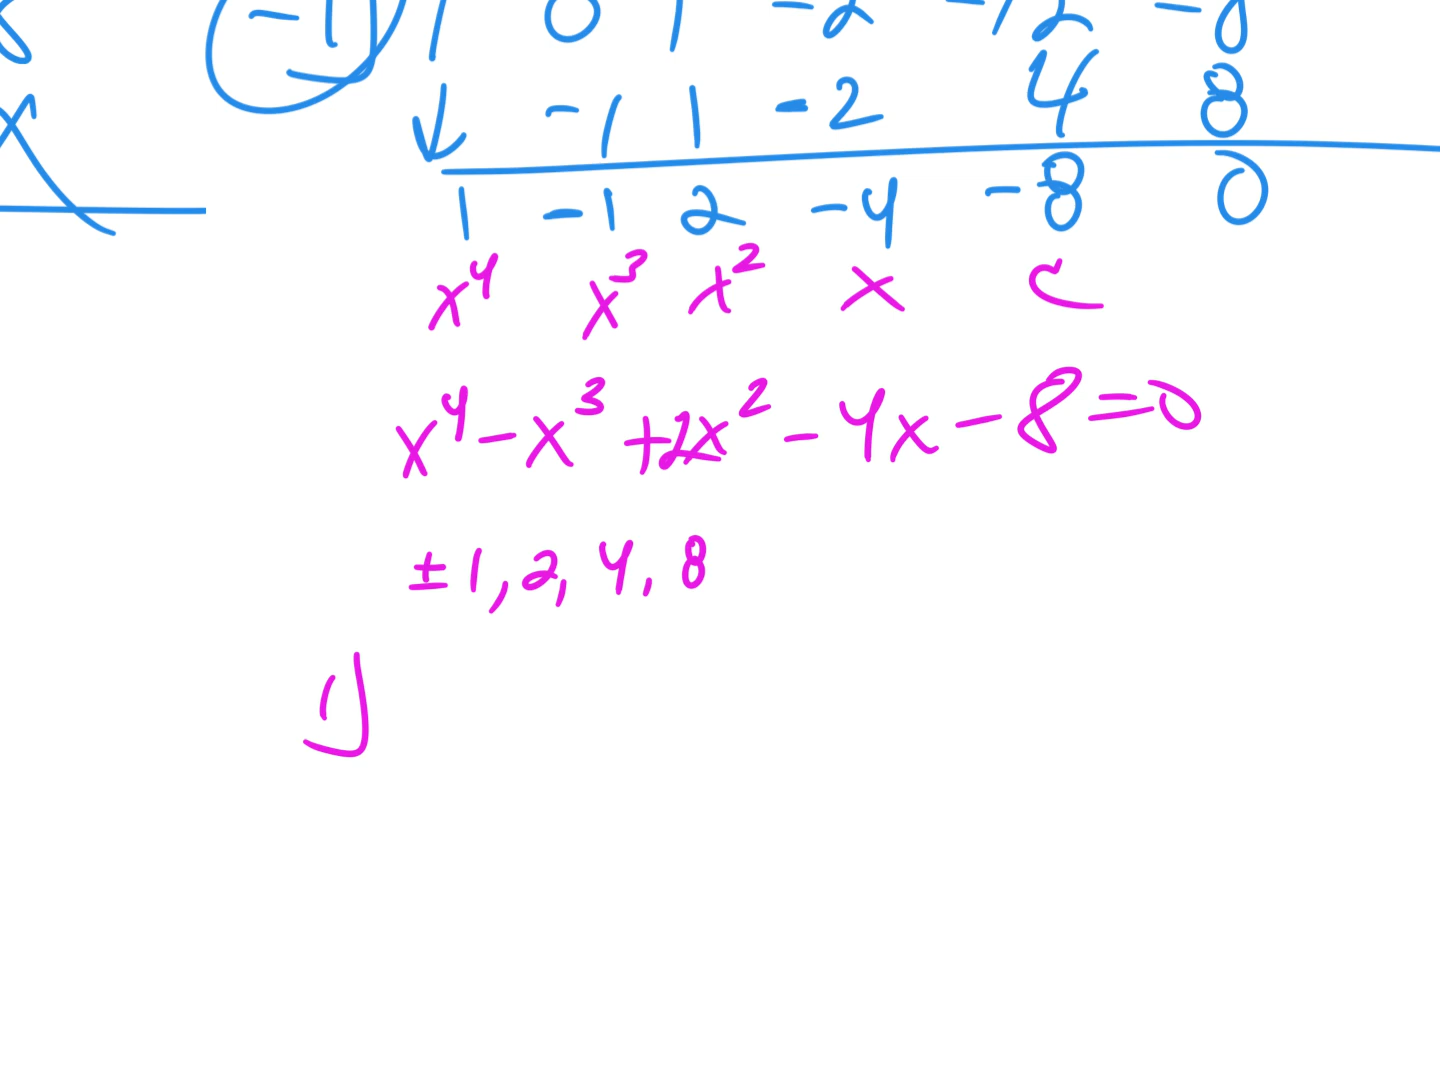 -1 | 1 0 1 -2 -12 -8
-1 1 -2 4 8
1 -1 2 -4 -8 0
x⁴ x³ x² x c
x⁴ - x³ + 2x² - 4x - 8 = 0
± 1, 2, 4, 8
1